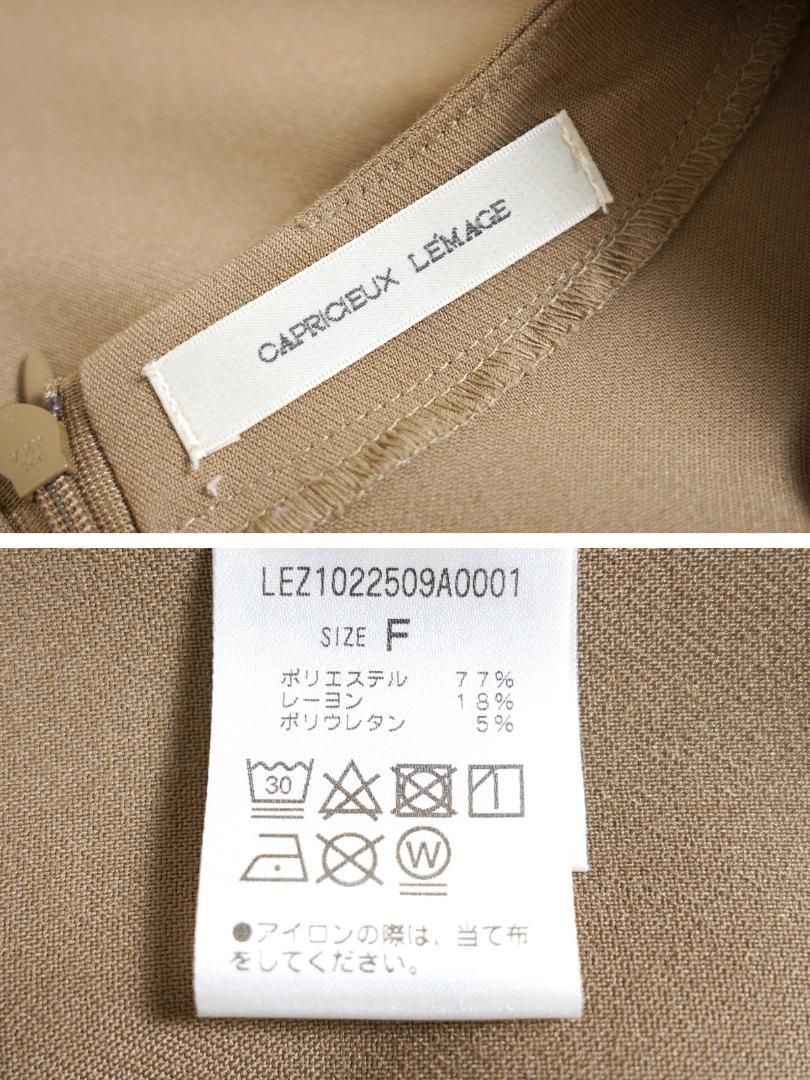 CAPRICIEUX LE'MAGE
LEZ1022509A0001
SIZE F
ポリエステル 77%
レーヨン 18%
ポリウレタン 5%
30
W
●アイロンの際は、当て布
をしてください。